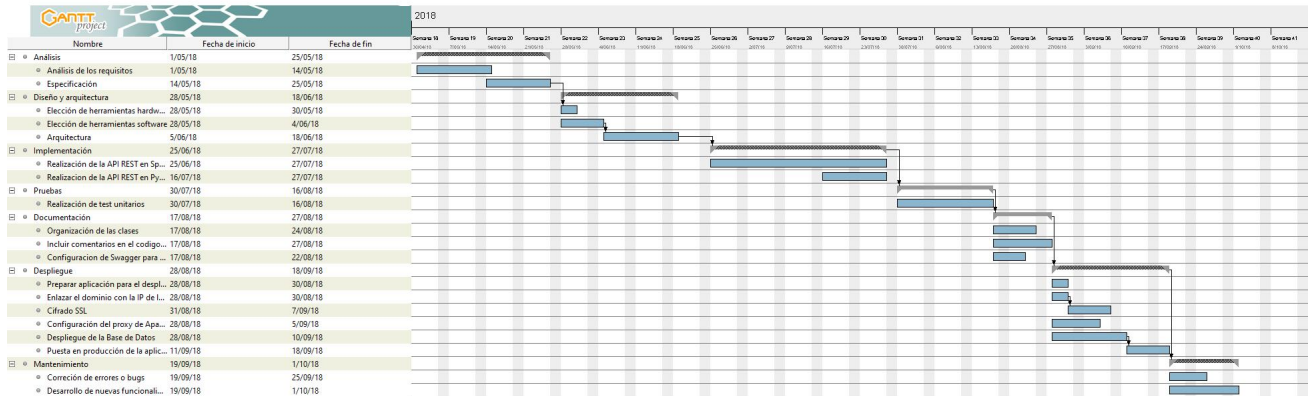 GANTT project
2018
Nombre Fecha de inicio Fecha de fin
Semana 18 Semana 19 Semana 20 Semana 21 Semana 22 Semana 23 Semana 24 Semana 25 Semana 26 Semana 27 Semana 28 Semana 29 Semana 30 Semana 31 Semana 32 Semana 33 Semana 34 Semana 35 Semana 36 Semana 37 Semana 38 Semana 39 Semana 40 Semana 41
Análisis 1/05/18 25/05/18
Análisis de los requisitos 1/05/18 14/05/18
Especificación 14/05/18 25/05/18
Diseño y arquitectura 28/05/18 18/06/18
Elección de herramientas hardw... 28/05/18 30/05/18
Elección de herramientas software 28/05/18 4/06/18
Arquitectura 5/06/18 18/06/18
Implementación 25/06/18 27/07/18
Realización de la API REST en Sp... 25/06/18 27/07/18
Realizacion de la API REST en Py... 16/07/18 27/07/18
Pruebas 30/07/18 16/08/18
Realización de test unitarios 30/07/18 16/08/18
Documentación 17/08/18 27/08/18
Organización de las clases 17/08/18 24/08/18
Incluir comentarios en el codigo... 17/08/18 27/08/18
Configuracion de Swagger para ... 17/08/18 22/08/18
Despliegue 28/08/18 18/09/18
Preparar aplicación para el despl... 28/08/18 30/08/18
Enlazar el dominio con la IP de l... 28/08/18 30/08/18
Cifrado SSL 31/08/18 7/09/18
Configuración del proxy de Apa... 28/08/18 5/09/18
Despliegue de la Base de Datos 28/08/18 10/09/18
Puesta en producción de la aplic... 11/09/18 18/09/18
Mantenimiento 19/09/18 1/10/18
Correción de errores o bugs 19/09/18 25/09/18
Desarrollo de nuevas funcionali... 19/09/18 1/10/18